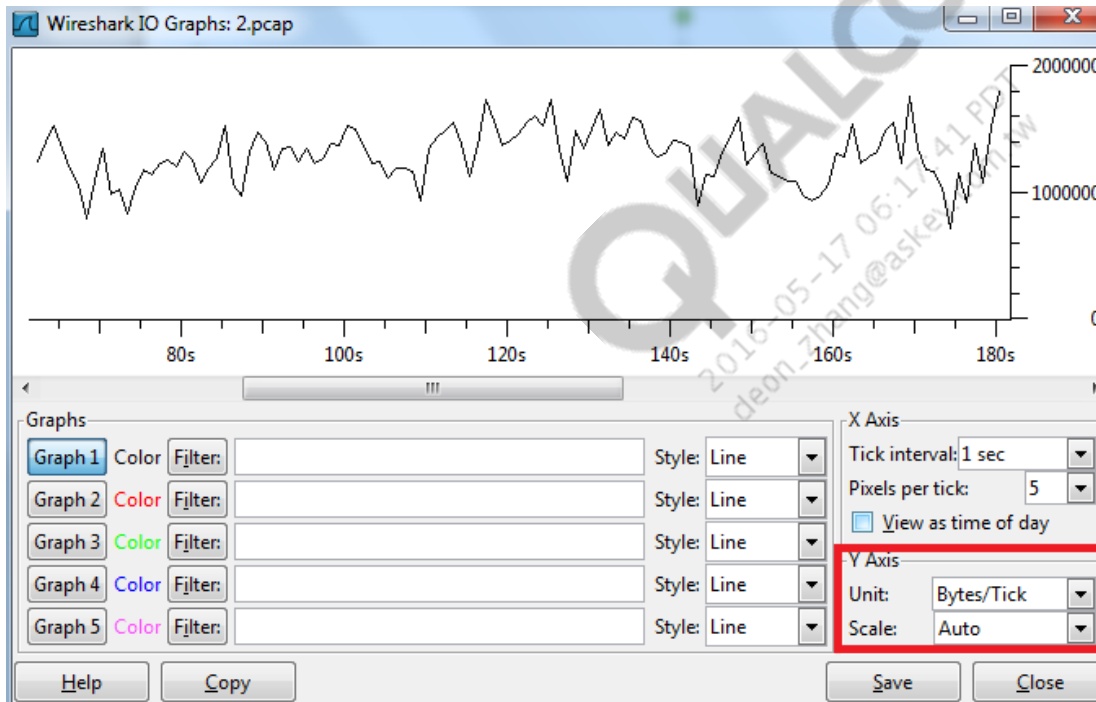 Wireshark IO Graphs: 2.pcap
2000000
1000000
0
80s 100s 120s 140s 160s 180s
QUALCO
2016-05-17 06:17:41 PDT
deon_zhang@askey.com.tw
Graphs
Graph 1 Color Filter: Style: Line
Graph 2 Color Filter: Style: Line
Graph 3 Color Filter: Style: Line
Graph 4 Color Filter: Style: Line
Graph 5 Color Filter: Style: Line
X Axis
Tick interval: 1 sec
Pixels per tick: 5
View as time of day
Y Axis
Unit: Bytes/Tick
Scale: Auto
Help Copy Save Close